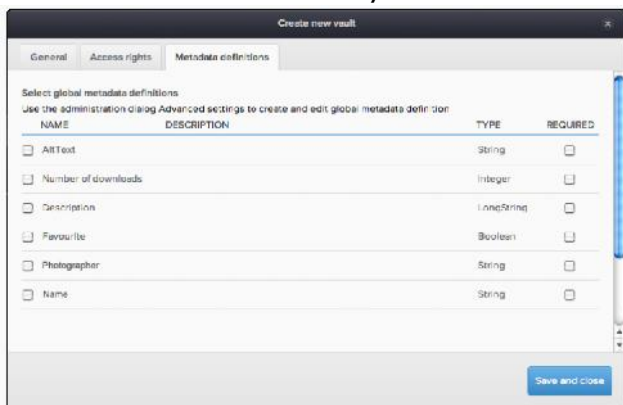 Create new vault
General Access rights Metadata definitions
Select global metadata definitions
Use the administration dialog Advanced settings to create and edit global metadata definition
NAME DESCRIPTION TYPE REQUIRED
AltText String
Number of downloads Integer
Description LongString
Favourite Boolean
Photographer String
Name String
Save and close